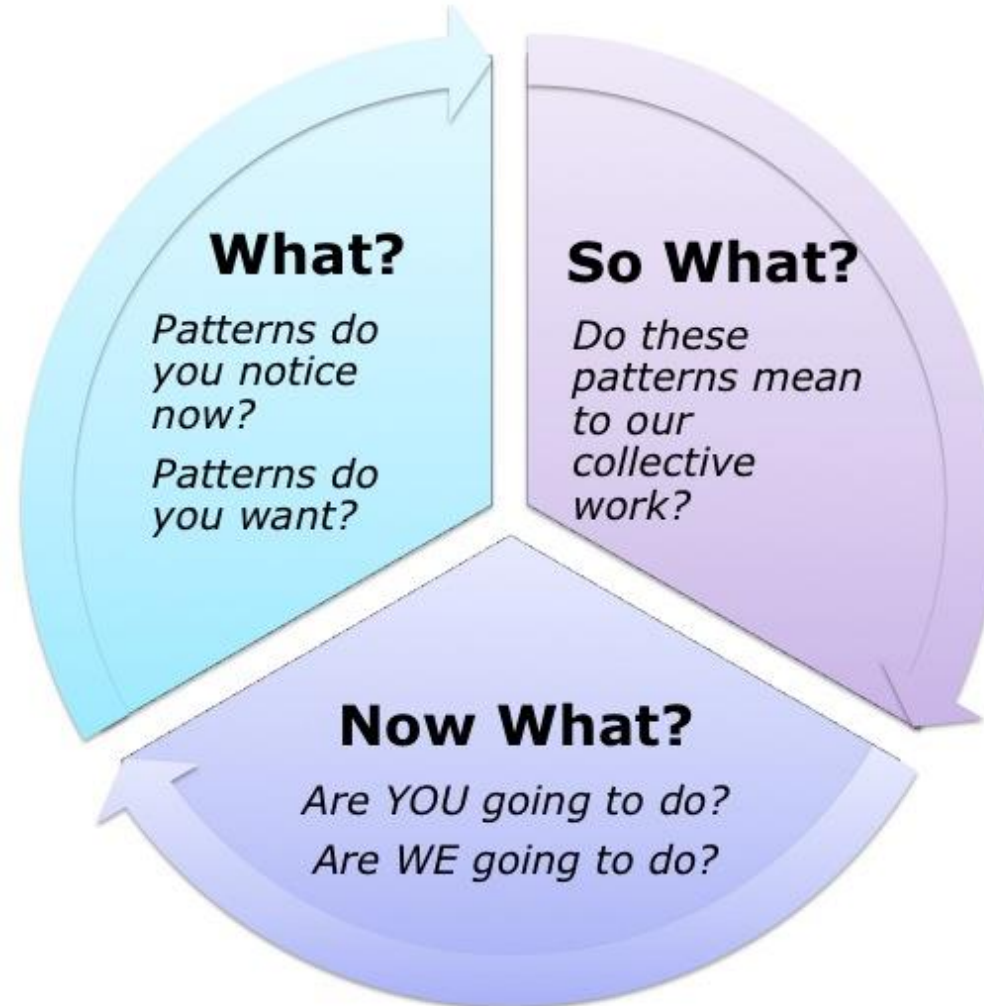 What?
Patterns do
you notice
now?
Patterns do
you want?
So What?
Do these
patterns mean
to our
collective
work?
Now What?
Are YOU going to do?
Are WE going to do?